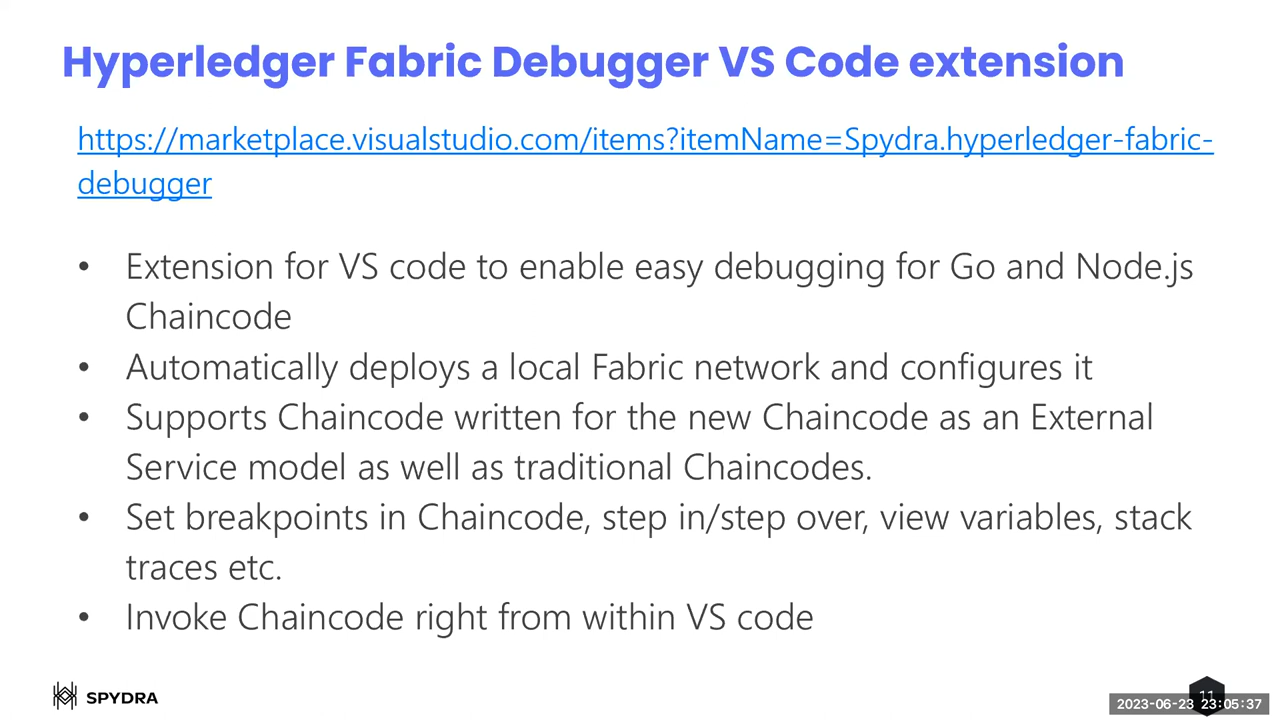 Hyperledger Fabric Debugger VS Code extension
https://marketplace.visualstudio.com/items?itemName=Spydra.hyperledger-fabric-
debugger
• Extension for VS code to enable easy debugging for Go and Node.js
Chaincode
• Automatically deploys a local Fabric network and configures it
• Supports Chaincode written for the new Chaincode as an External
Service model as well as traditional Chaincodes.
• Set breakpoints in Chaincode, step in/step over, view variables, stack
traces etc.
• Invoke Chaincode right from within VS code
SPYDRA
11
2023-06-23 23:05:37